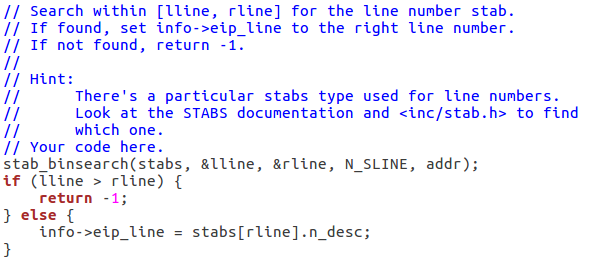 // Search within [lline, rline] for the line number stab.
// If found, set info->eip_line to the right line number.
// If not found, return -1.
//
// Hint:
//      There's a particular stabs type used for line numbers.
//      Look at the STABS documentation and <inc/stab.h> to find
//      which one.
// Your code here.
stab_binsearch(stabs, &lline, &rline, N_SLINE, addr);
if (lline > rline) {
    return -1;
} else {
    info->eip_line = stabs[rline].n_desc;
}